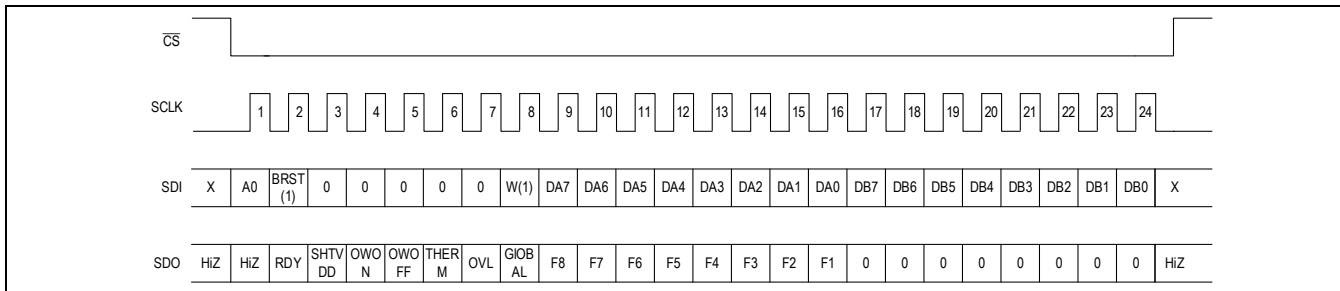 CS
SCLK 1 2 3 4 5 6 7 8 9 10 11 12 13 14 15 16 17 18 19 20 21 22 23 24
SDI X A0 BRST (1) 0 0 0 0 0 W(1) DA7 DA6 DA5 DA4 DA3 DA2 DA1 DA0 DB7 DB6 DB5 DB4 DB3 DB2 DB1 DB0 X
SDO HiZ HiZ RDY SHTV DD OWO N OWO FF THER M OVL GIOB AL F8 F7 F6 F5 F4 F3 F2 F1 0 0 0 0 0 0 0 0 HiZ